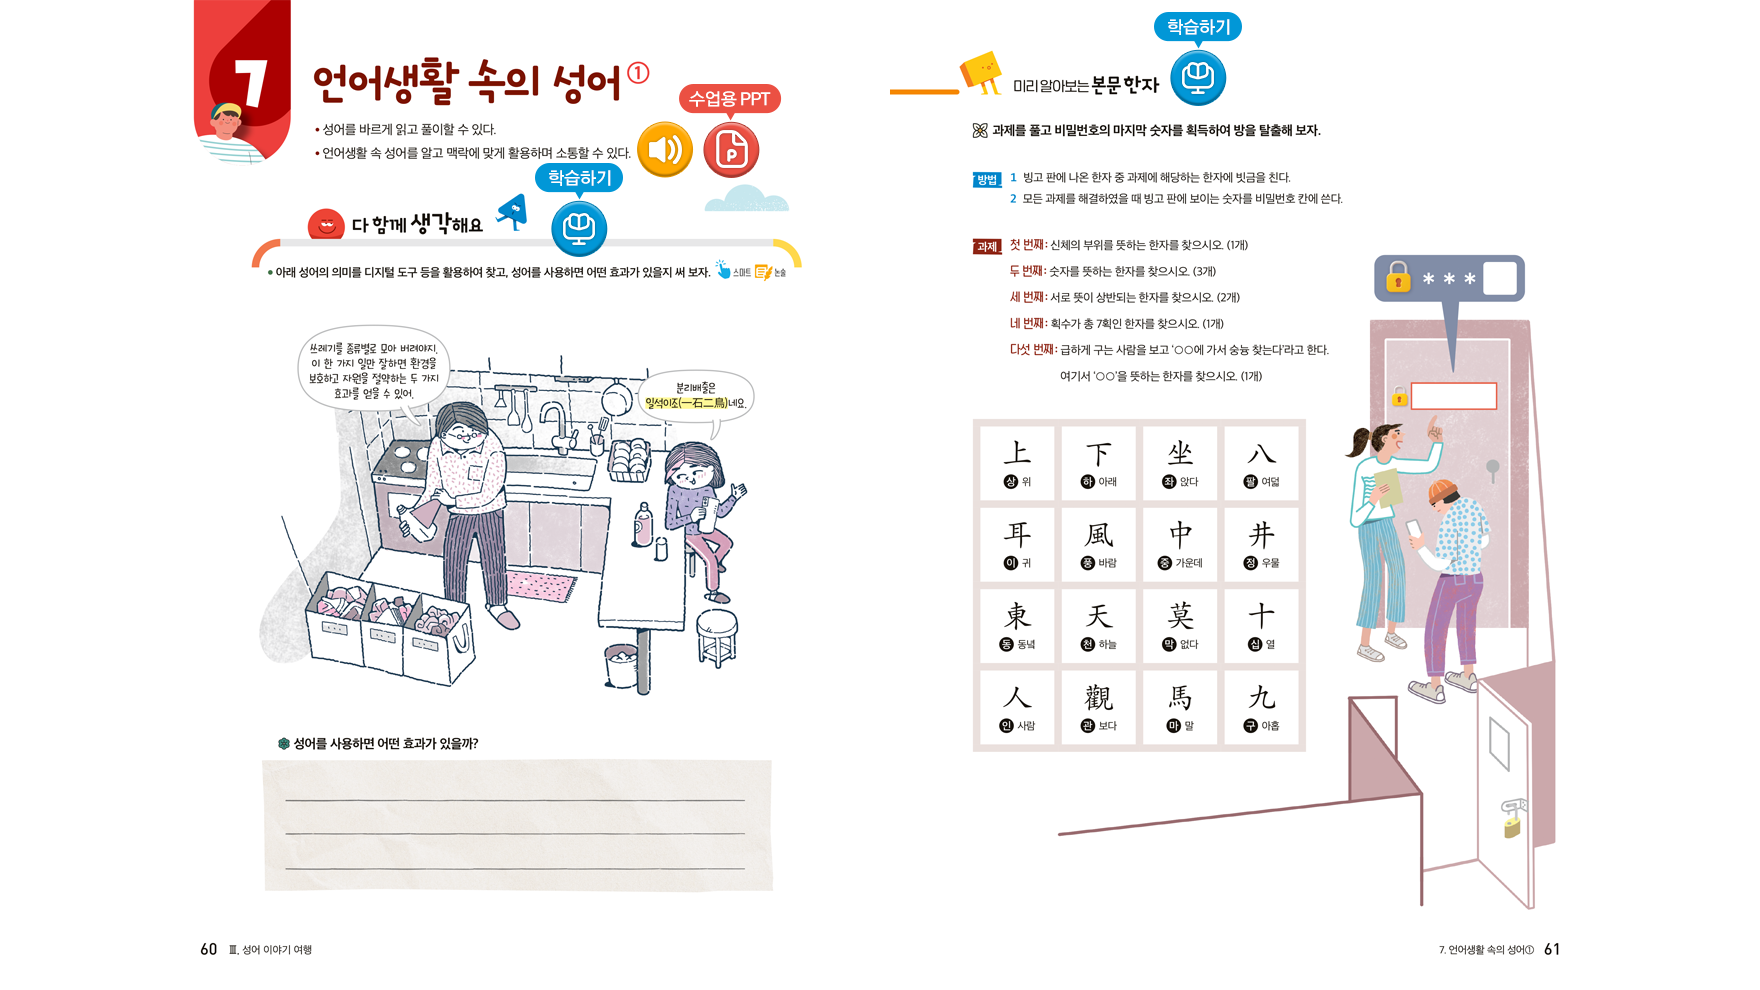 7
언어생활 속의 성어①
• 성어를 바르게 읽고 풀이할 수 있다.
• 언어생활 속 성어를 알고 맥락에 맞게 활용하며 소통할 수 있다.
수업용 PPT
P
학습하기
다 함께 생각해요
• 아래 성어의 의미를 디지털 도구 등을 활용하여 찾고, 성어를 사용하면 어떤 효과가 있을지 써 보자. 스마트 논술
쓰레기를 종류별로 모아 버려야지.
이 한 가지 일만 잘하면 환경을
보호하고 자원을 절약하는 두 가지
효과를 얻을 수 있어.
분리배출은
일석이조(一石二鳥)네요.
성어를 사용하면 어떤 효과가 있을까?
60 Ⅲ. 성어 이야기 여행
학습하기
미리 알아보는 본문 한자
과제를 풀고 비밀번호의 마지막 숫자를 획득하여 방을 탈출해 보자.
방법 1 빙고 판에 나온 한자 중 과제에 해당하는 한자에 빗금을 친다.
2 모든 과제를 해결하였을 때 빙고 판에 보이는 숫자를 비밀번호 칸에 쓴다.
과제 첫 번째: 신체의 부위를 뜻하는 한자를 찾으시오. (1개)
두 번째: 숫자를 뜻하는 한자를 찾으시오. (3개)
세 번째: 서로 뜻이 상반되는 한자를 찾으시오. (2개)
네 번째: 획수가 총 7획인 한자를 찾으시오. (1개)
다섯 번째: 급하게 구는 사람을 보고 ‘○○에 가서 숭늉 찾는다’라고 한다.
여기서 ‘○○’을 뜻하는 한자를 찾으시오. (1개)
* * *
上 下 坐 八
상 위 하 아래 좌 앉다 팔 여덟
耳 風 中 井
이 귀 풍 바람 중 가운데 정 우물
東 天 莫 十
동 동녘 천 하늘 막 없다 십 열
人 觀 馬 九
인 사람 관 보다 마 말 구 아홉
7. 언어생활 속의 성어① 61